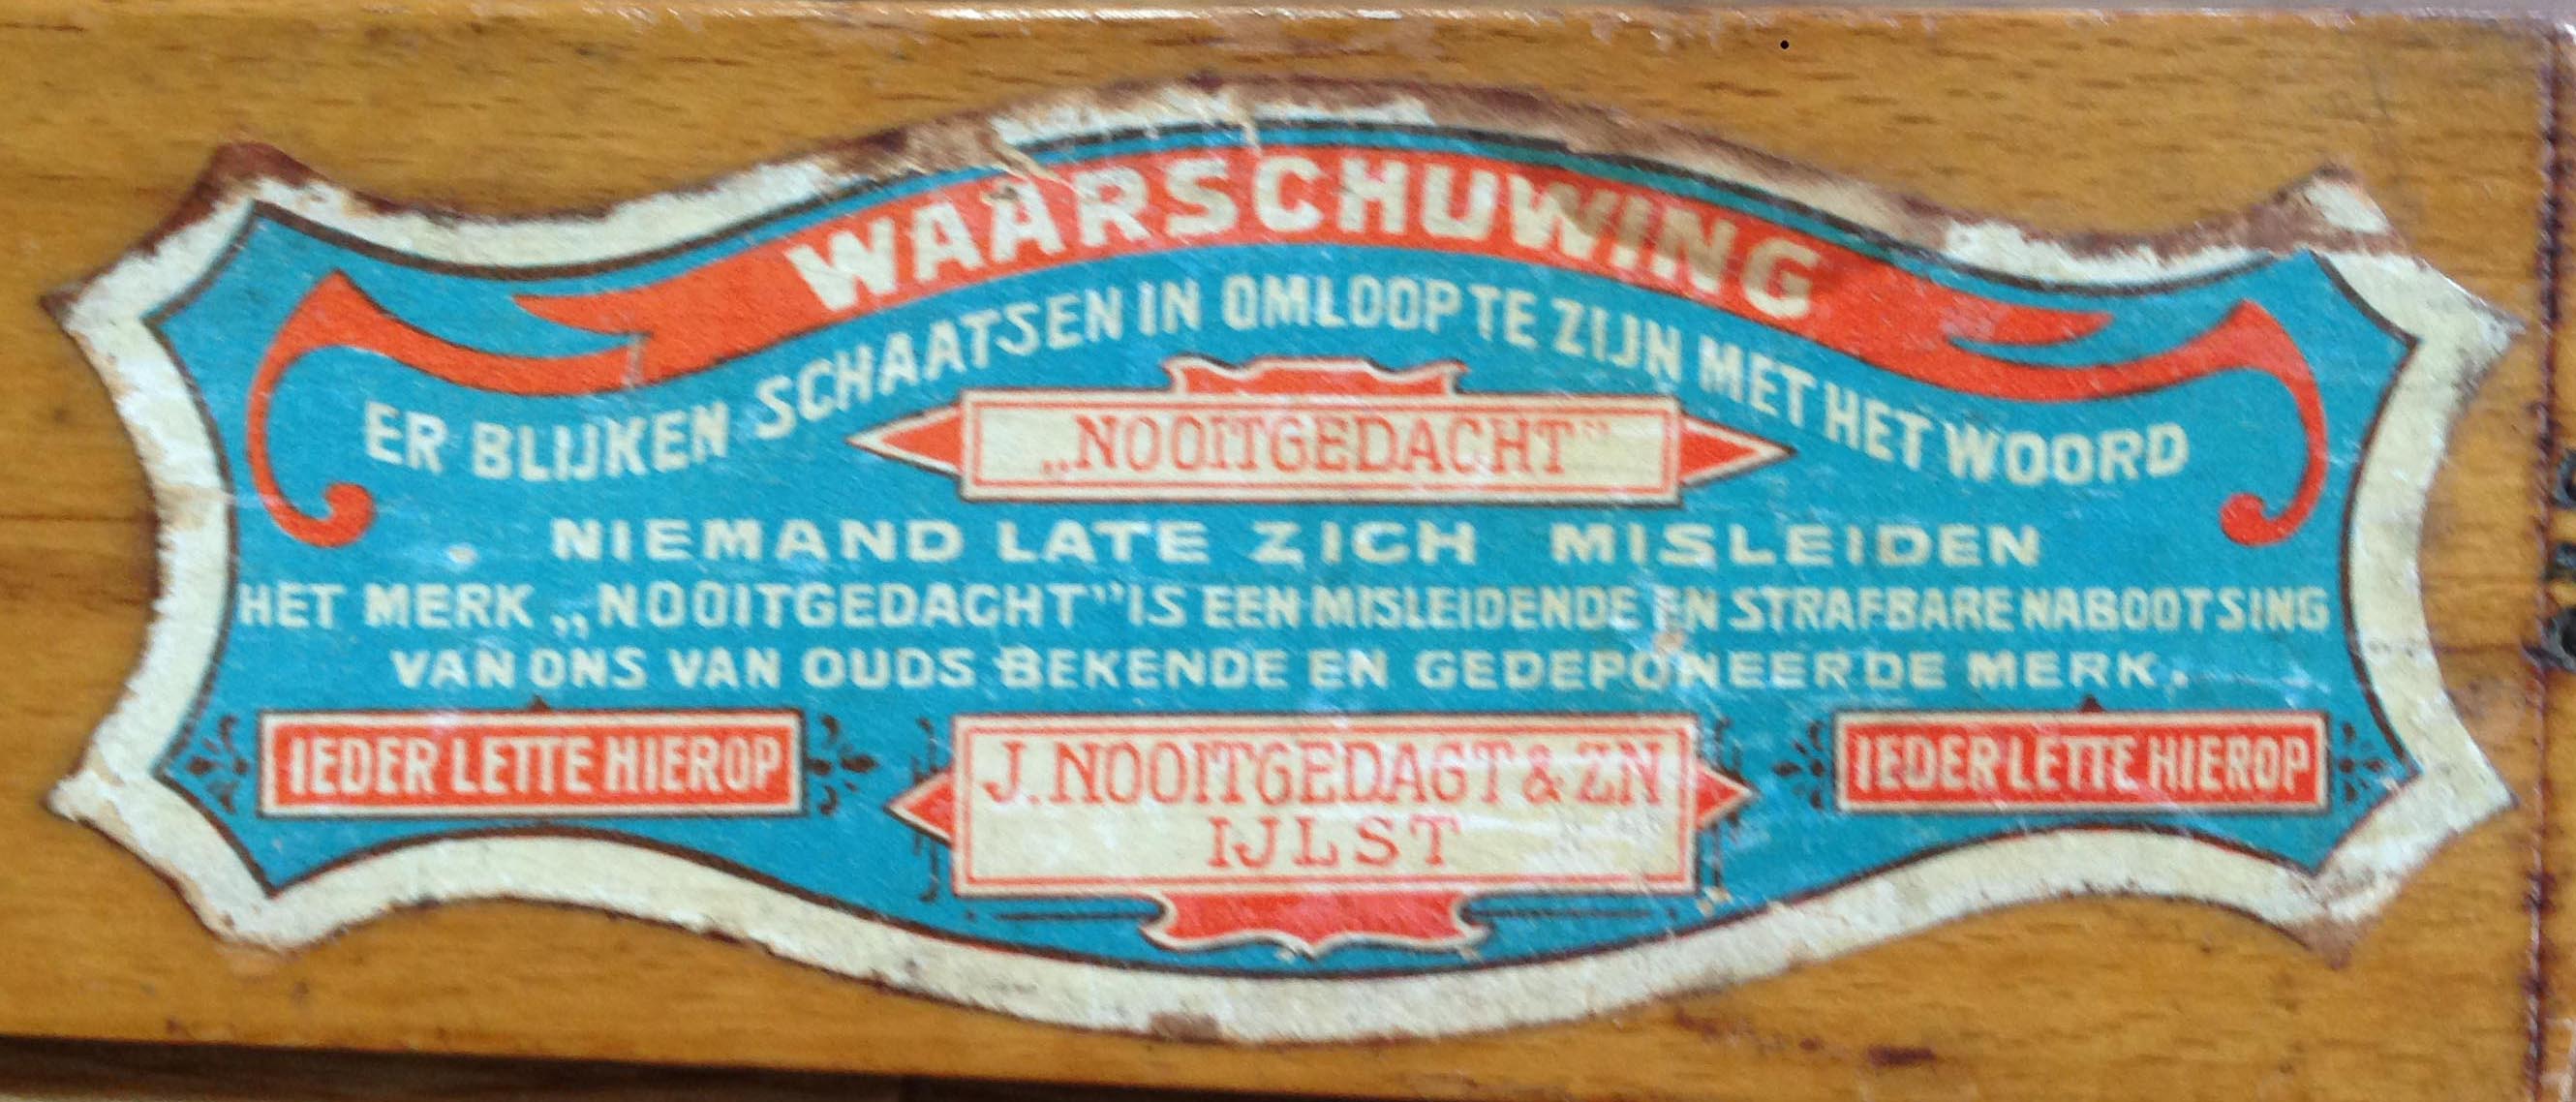 WAARSCHUWING
ER BLIJKEN SCHAATSEN IN OMLOOP TE ZIJN MET HET WOORD
„NOOITGEDACHT"
NIEMAND LATE ZICH MISLEIDEN
HET MERK „NOOITGEDACHT" IS EEN MISLEIDENDE EN STRAFBARE NABOOTSING
VAN ONS VAN OUDS BEKENDE EN GEDEPONEERDE MERK.
IEDER LETTE HIEROP
J. NOOITGEDAGT & ZN
IJLST
IEDER LETTE HIEROP